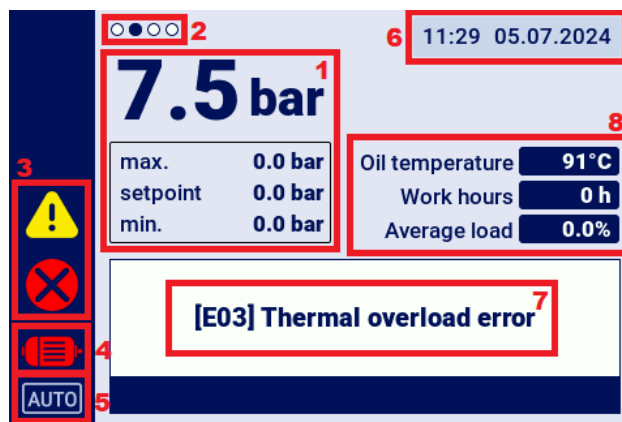 2
6
11:29 05.07.2024
1
7.5 bar
8
max. 0.0 bar
setpoint 0.0 bar
min. 0.0 bar
Oil temperature 91°C
Work hours 0 h
Average load 0.0%
3
7
[E03] Thermal overload error
4
AUTO
5